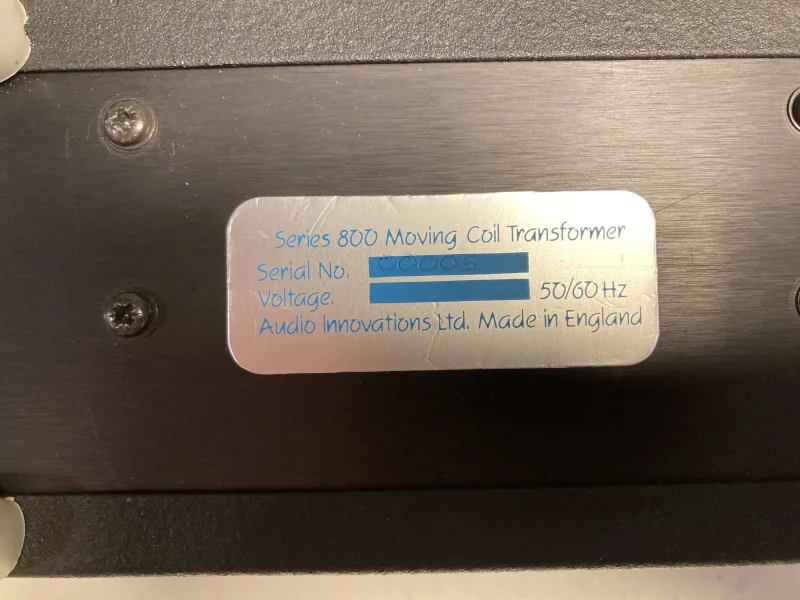 Series 800 Moving Coil Transformer
Serial No. 00005
Voltage. 50/60 Hz
Audio Innovations Ltd. Made in England